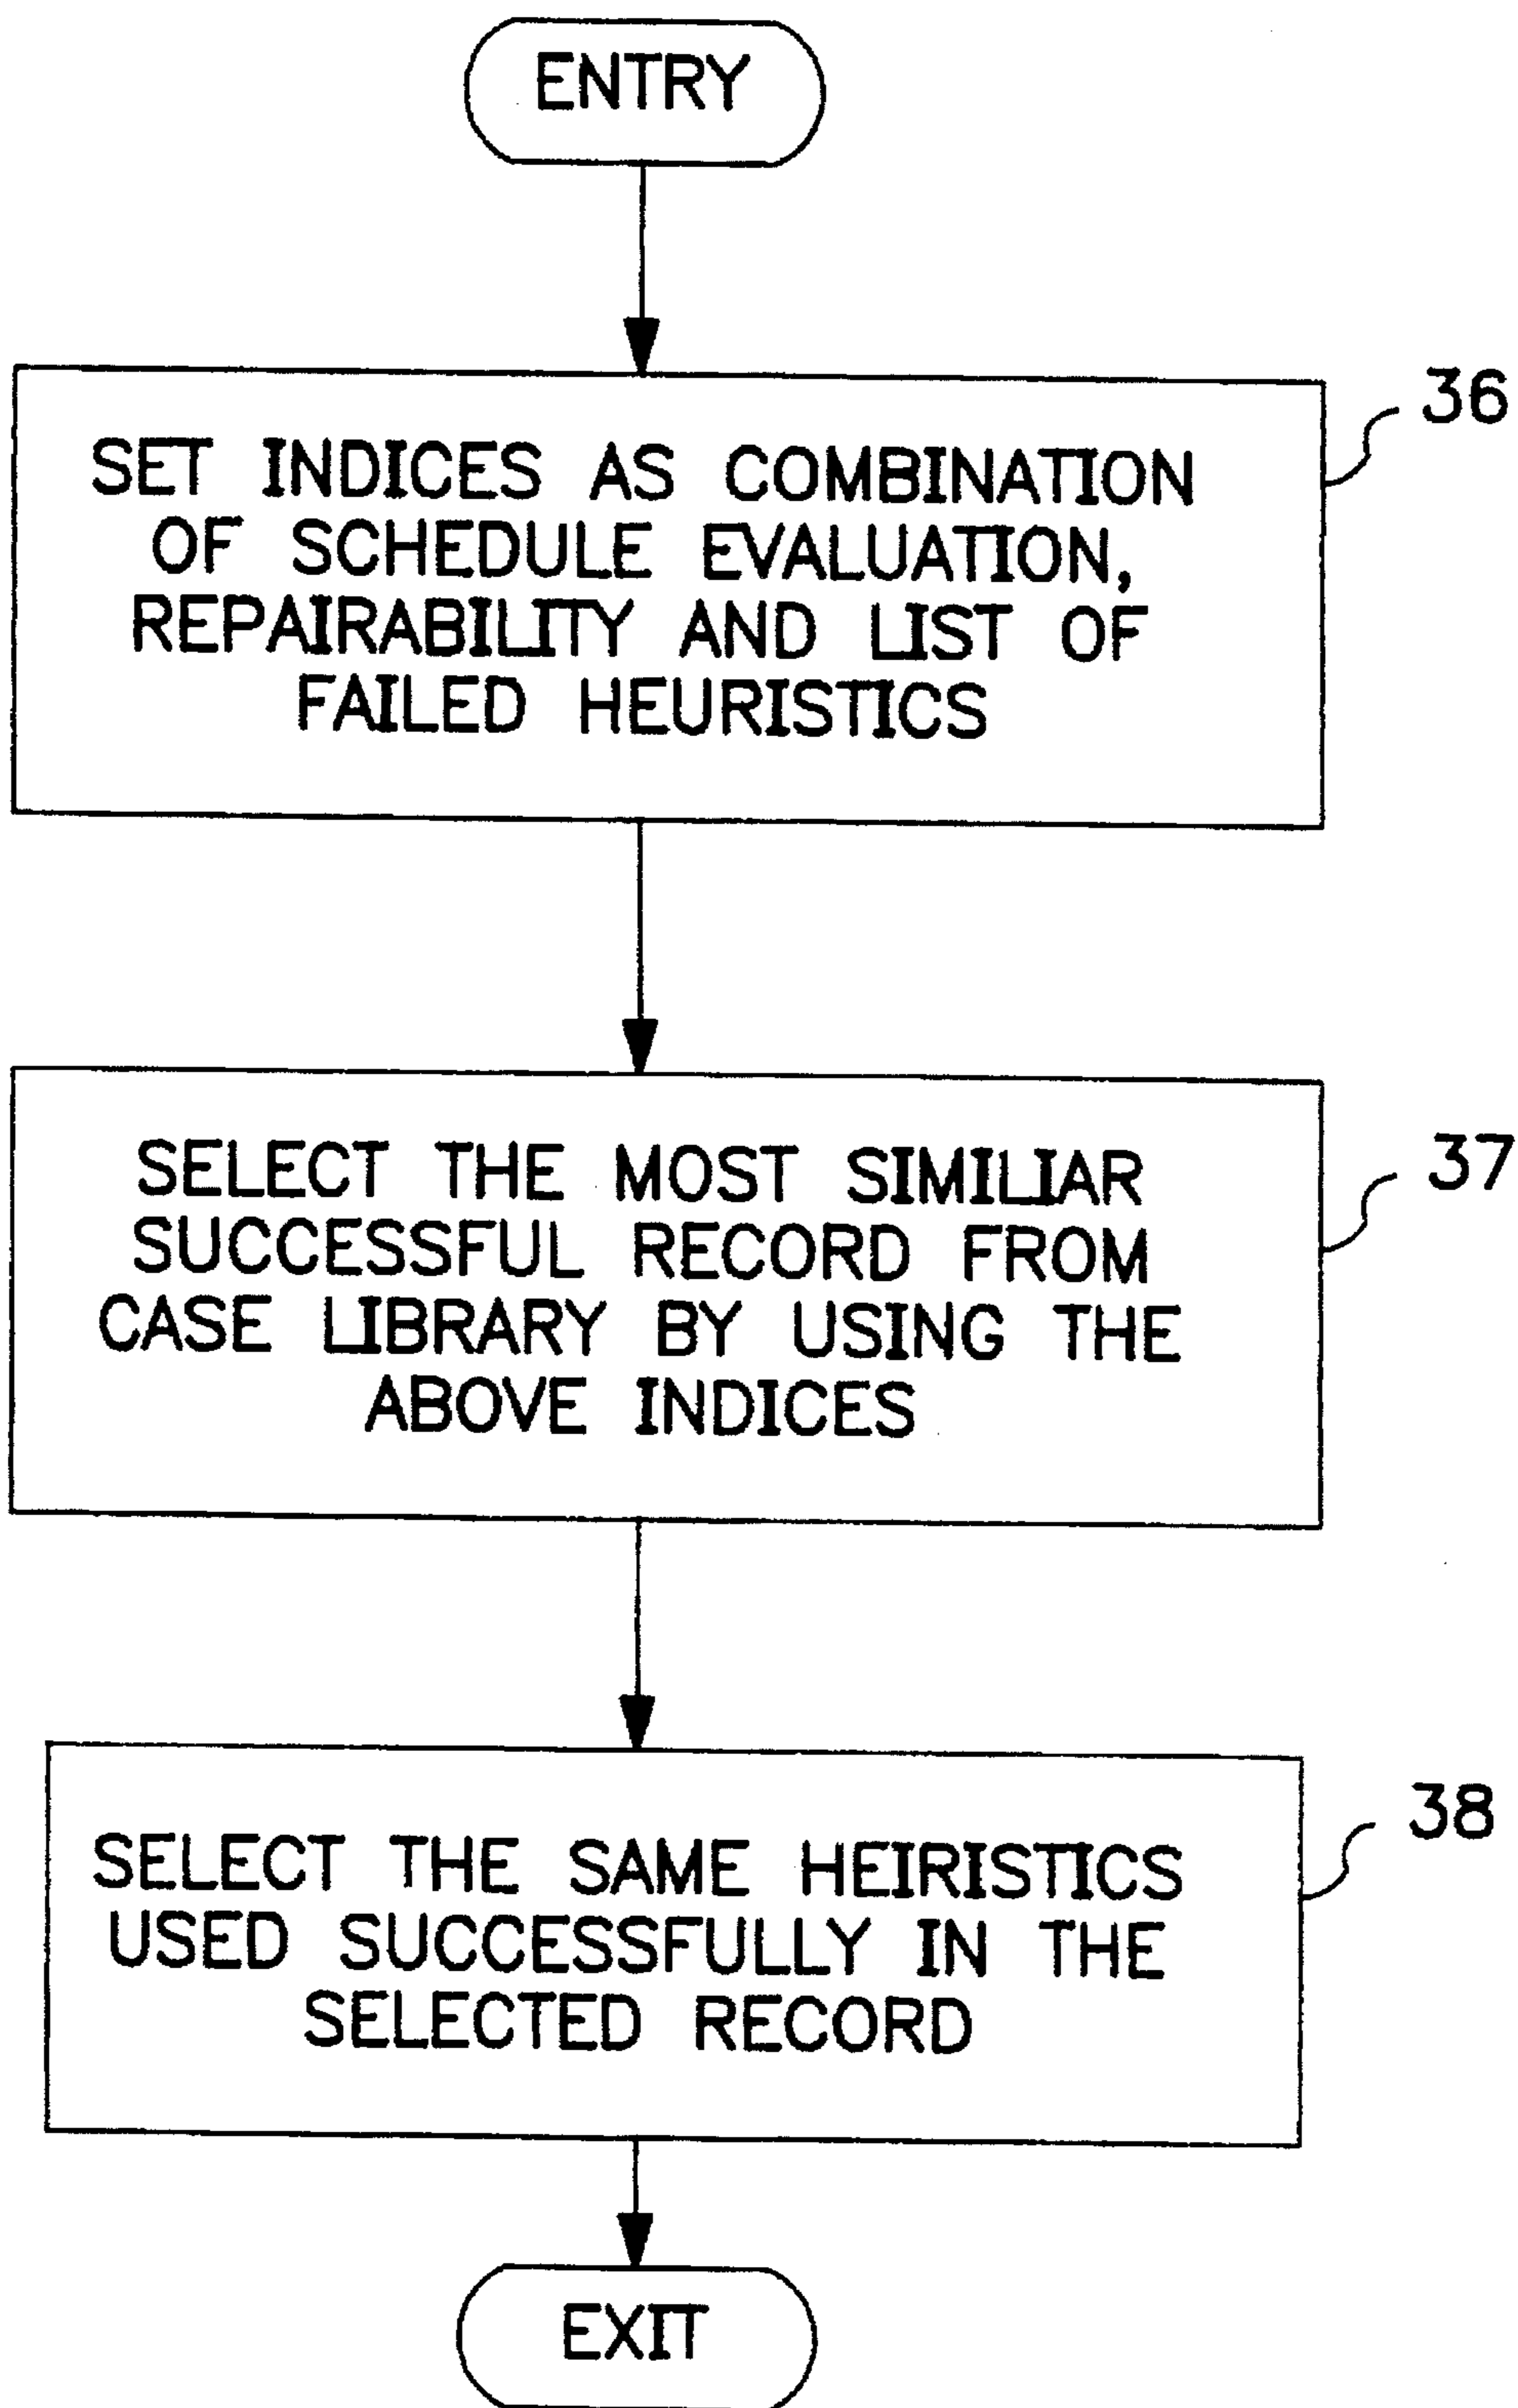 ENTRY
36
SET INDICES AS COMBINATION
OF SCHEDULE EVALUATION,
REPAIRABILITY AND LIST OF
FAILED HEURISTICS
37
SELECT THE MOST SIMILIAR
SUCCESSFUL RECORD FROM
CASE LIBRARY BY USING THE
ABOVE INDICES
38
SELECT THE SAME HEIRISTICS
USED SUCCESSFULLY IN THE
SELECTED RECORD
EXIT